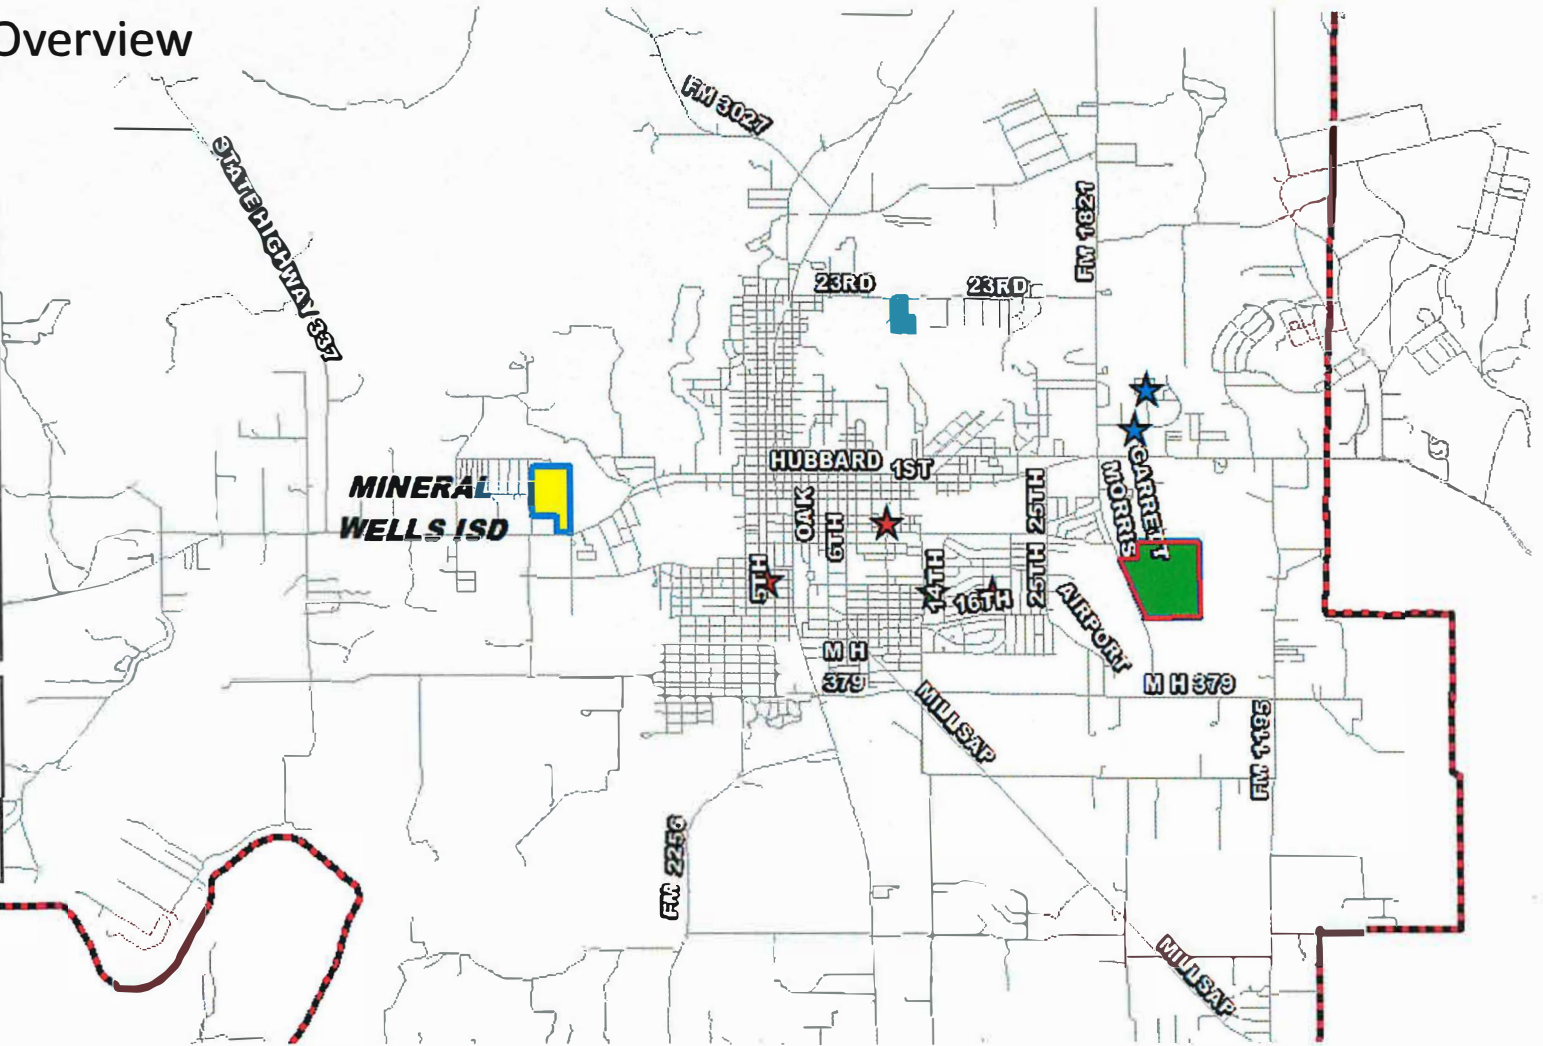 Overview
FM 3027
STATE HIGHWAY 337
FM 1821
23RD
23RD
HUBBARD
1ST
MINERAL
WELLS ISD
OAK
6TH
25TH
25TH
MORRIS
GARRETT
5TH
14TH
16TH
AIRPORT
M H
379
M H 379
MILLSAP
FM 1195
FM 2256
MILLSAP